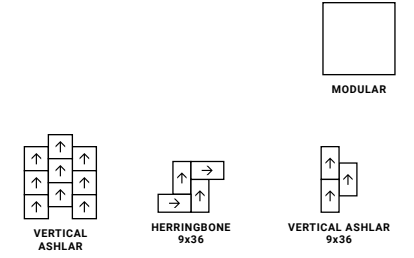 MODULAR
VERTICAL
ASHLAR
HERRINGBONE
9x36
VERTICAL ASHLAR
9x36